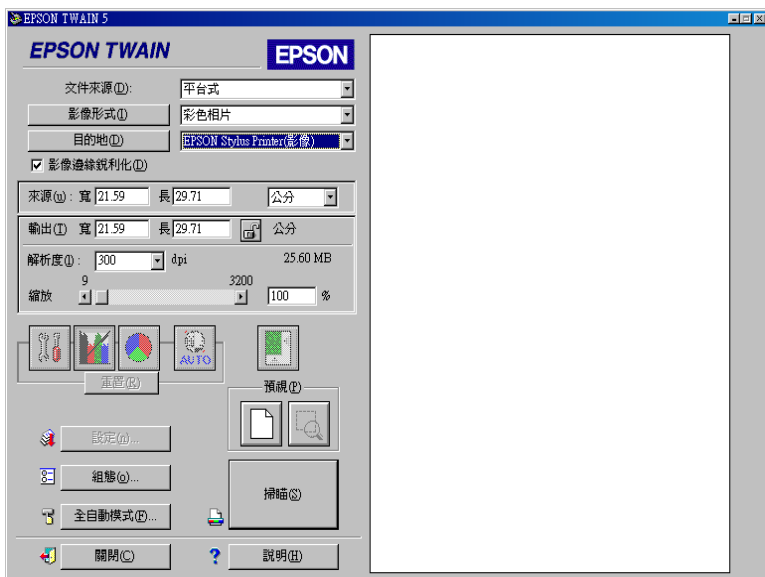 EPSON TWAIN 5
EPSON TWAIN EPSON
文件來源(D): 平台式
影像形式(I) 彩色相片
目的地(D) EPSON Stylus Printer(影像)
影像邊緣銳利化(D)
來源(u): 寬 21.59 長 29.71 公分
輸出(T) 寬 21.59 長 29.71 公分
解析度(I): 300 dpi 25.60 MB
9 3200
縮放 100 %
AUTO
重置(R)
預視(P)
設定(n)...
組態(o)...
掃瞄(S)
全自動模式(F)...
關閉(C) ? 說明(H)